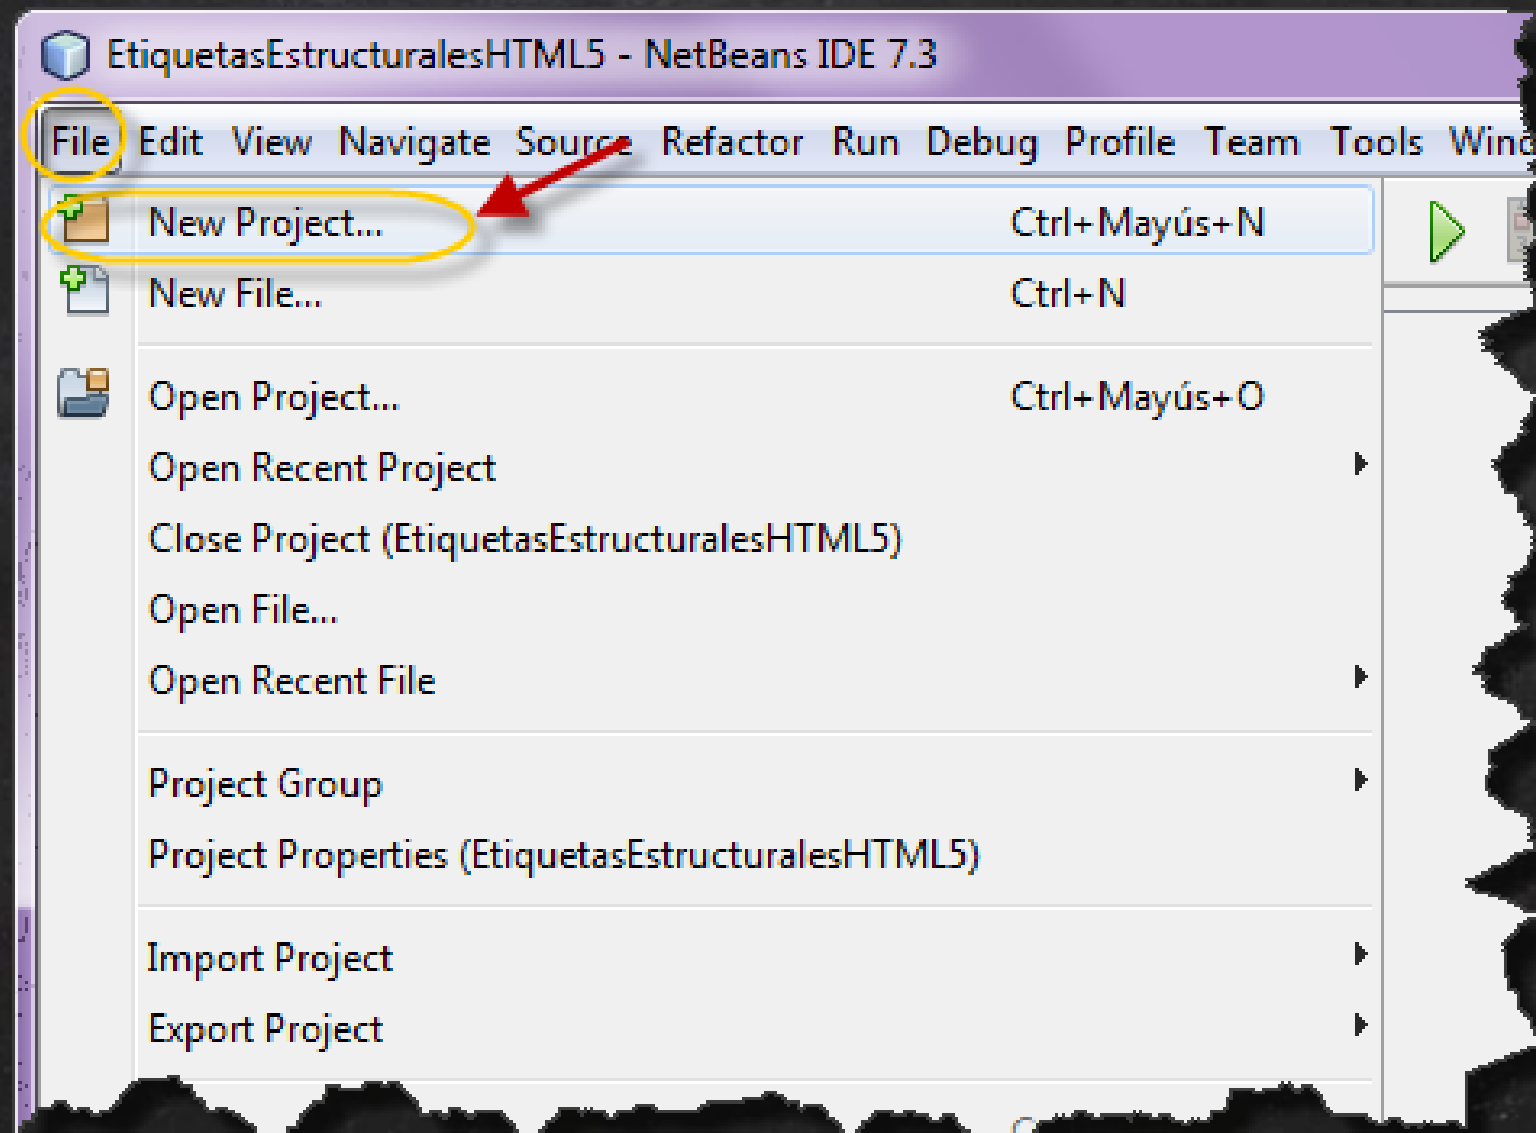 EtiquetasEstructuralesHTML5 - NetBeans IDE 7.3
File Edit View Navigate Source Refactor Run Debug Profile Team Tools
New Project... Ctrl+Mayús+N
New File... Ctrl+N
Open Project... Ctrl+Mayús+O
Open Recent Project
Close Project (EtiquetasEstructuralesHTML5)
Open File...
Open Recent File
Project Group
Project Properties (EtiquetasEstructuralesHTML5)
Import Project
Export Project